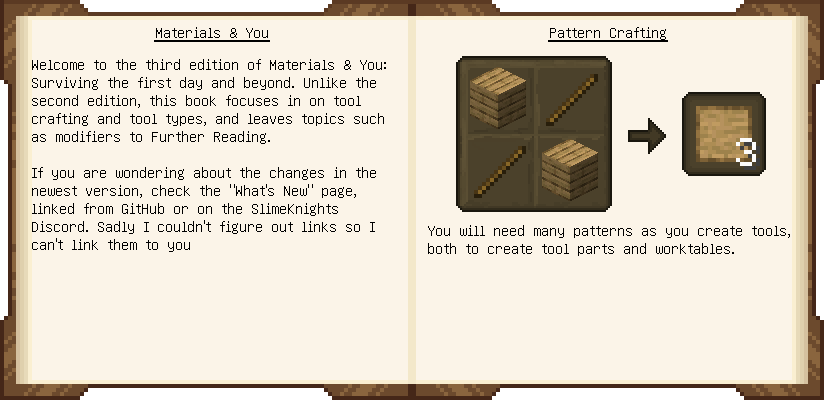 Materials & You
Welcome to the third edition of Materials & You:
Surviving the first day and beyond. Unlike the
second edition, this book focuses in on tool
crafting and tool types, and leaves topics such
as modifiers to Further Reading.
If you are wondering about the changes in the
newest version, check the "What's New" page,
linked from GitHub or on the SlimeKnights
Discord. Sadly I couldn't figure out links so I
can't link them to you
Pattern Crafting
3
You will need many patterns as you create tools,
both to create tool parts and worktables.